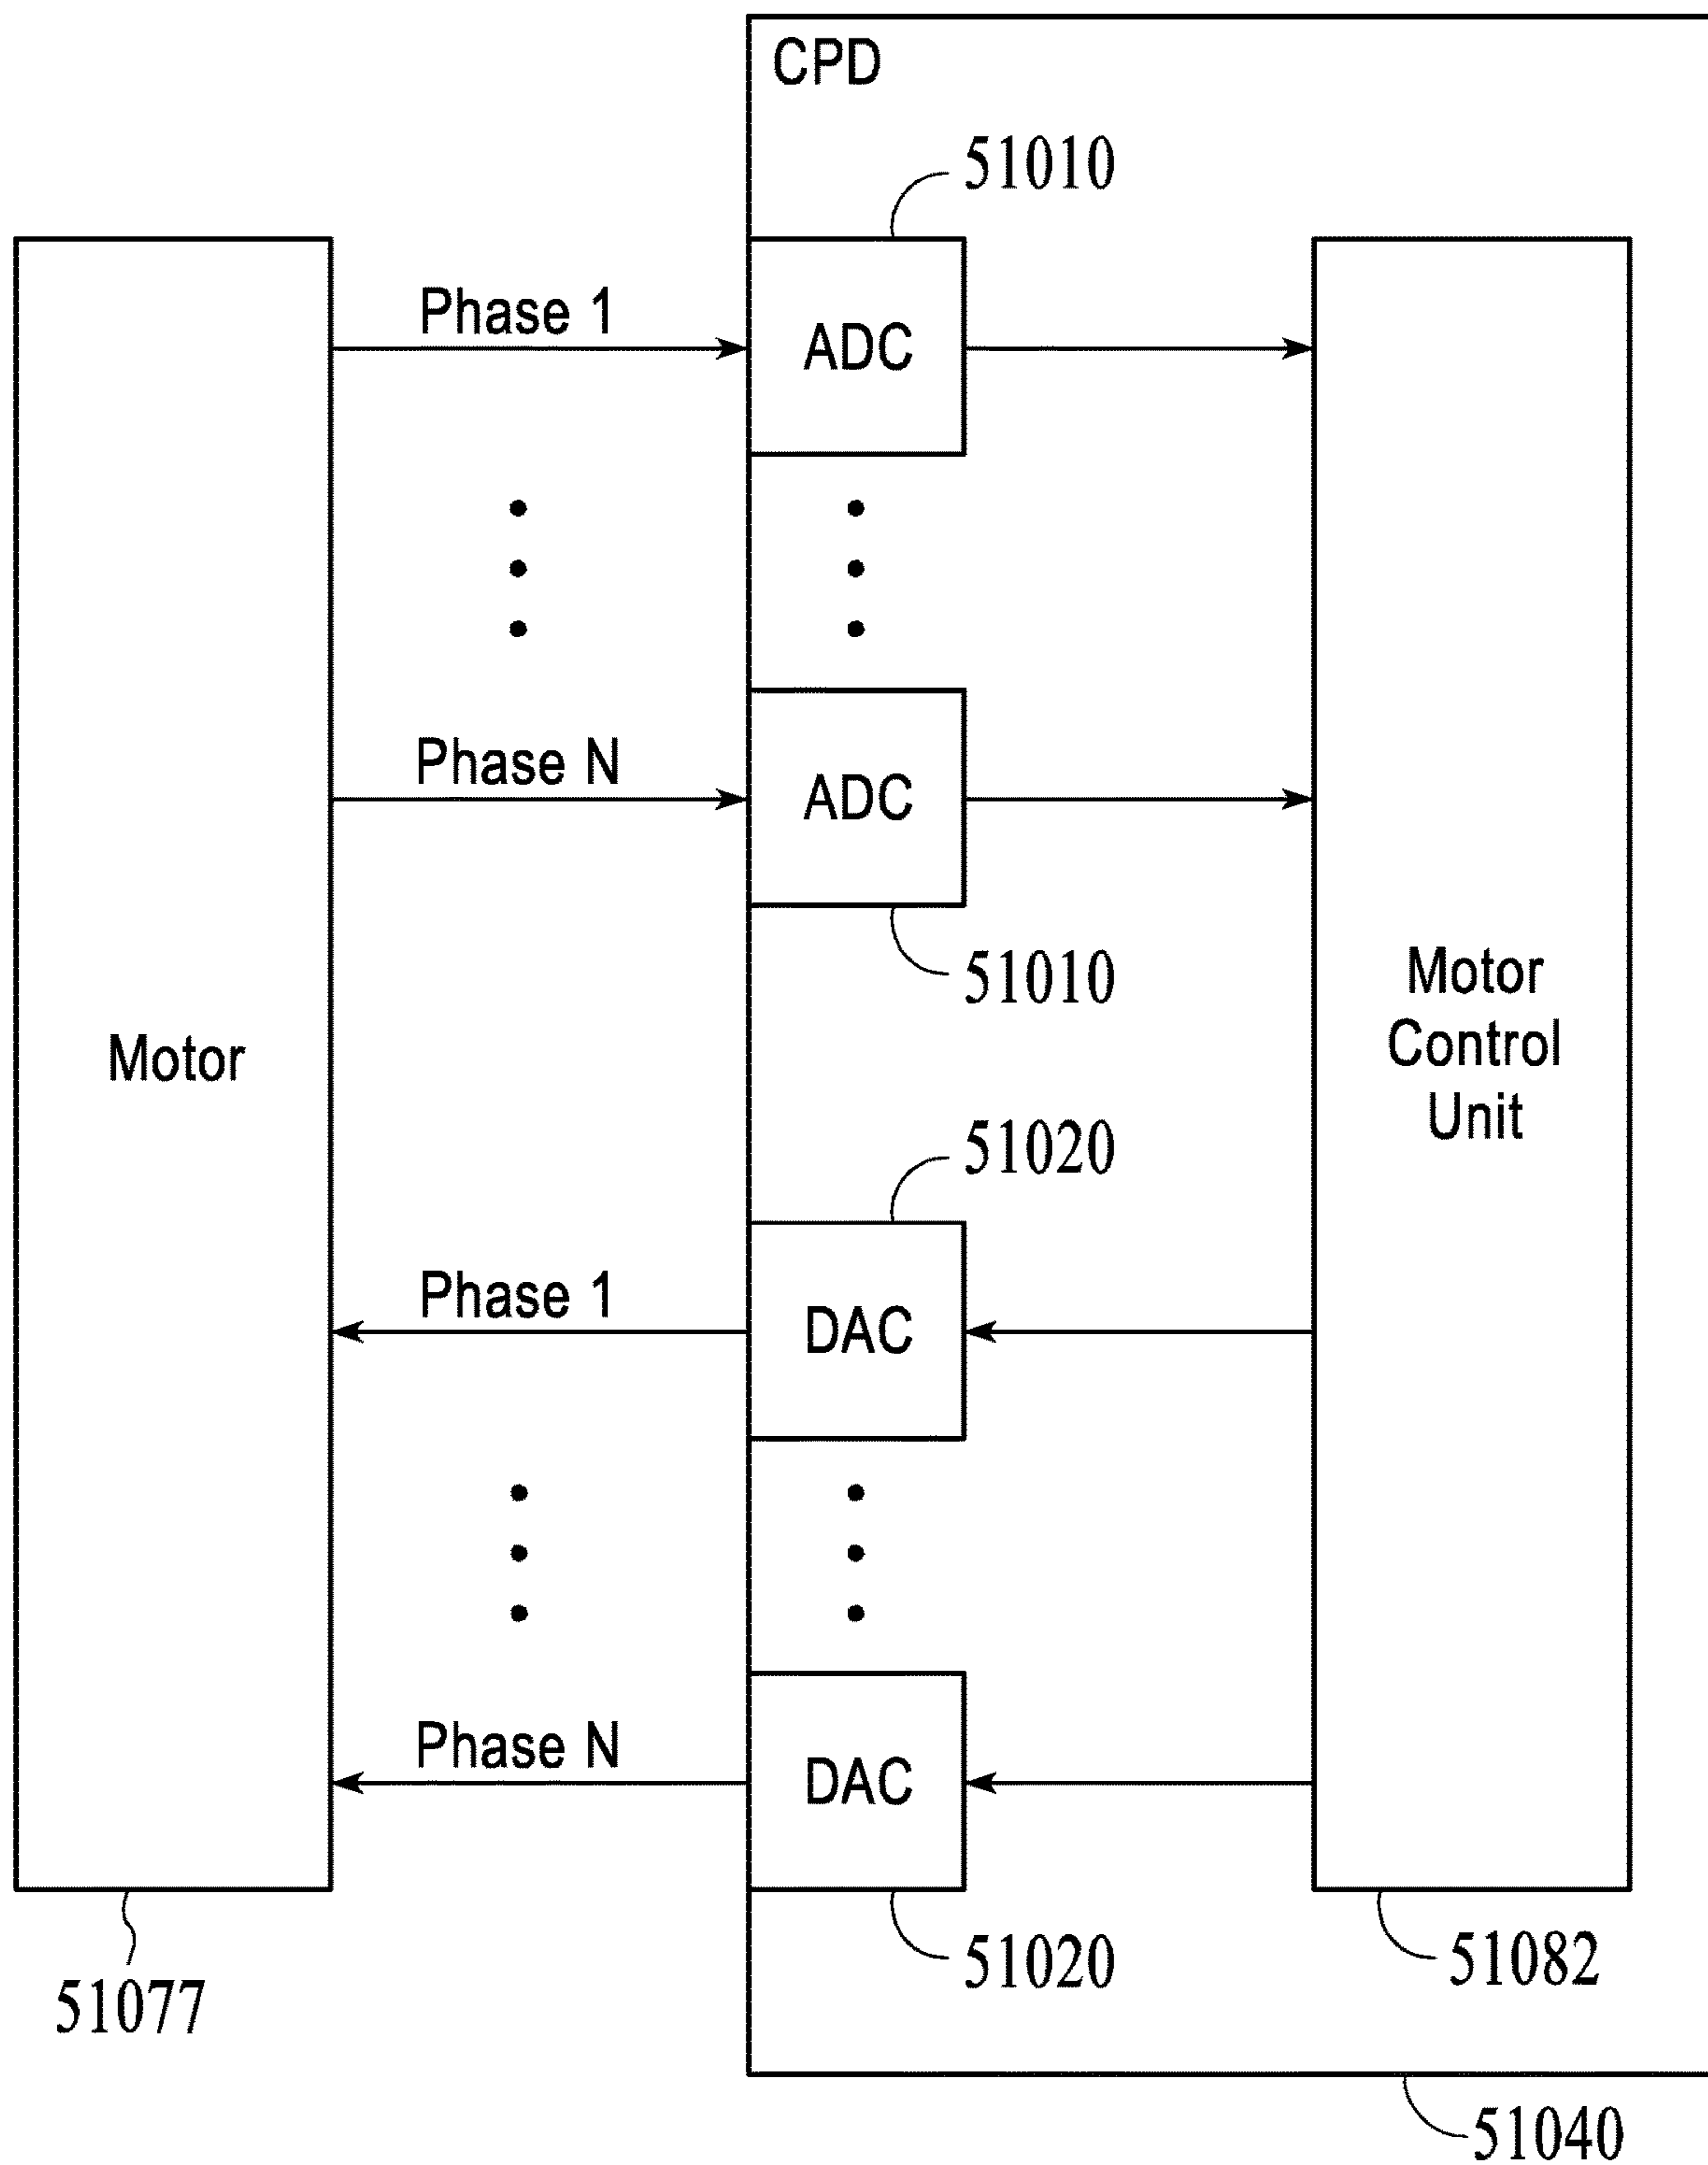 CPD
51010
Phase 1
ADC
Phase N
ADC
51010
Motor
Motor
Control
Unit
51020
Phase 1
DAC
Phase N
DAC
51020
51082
51077
51040